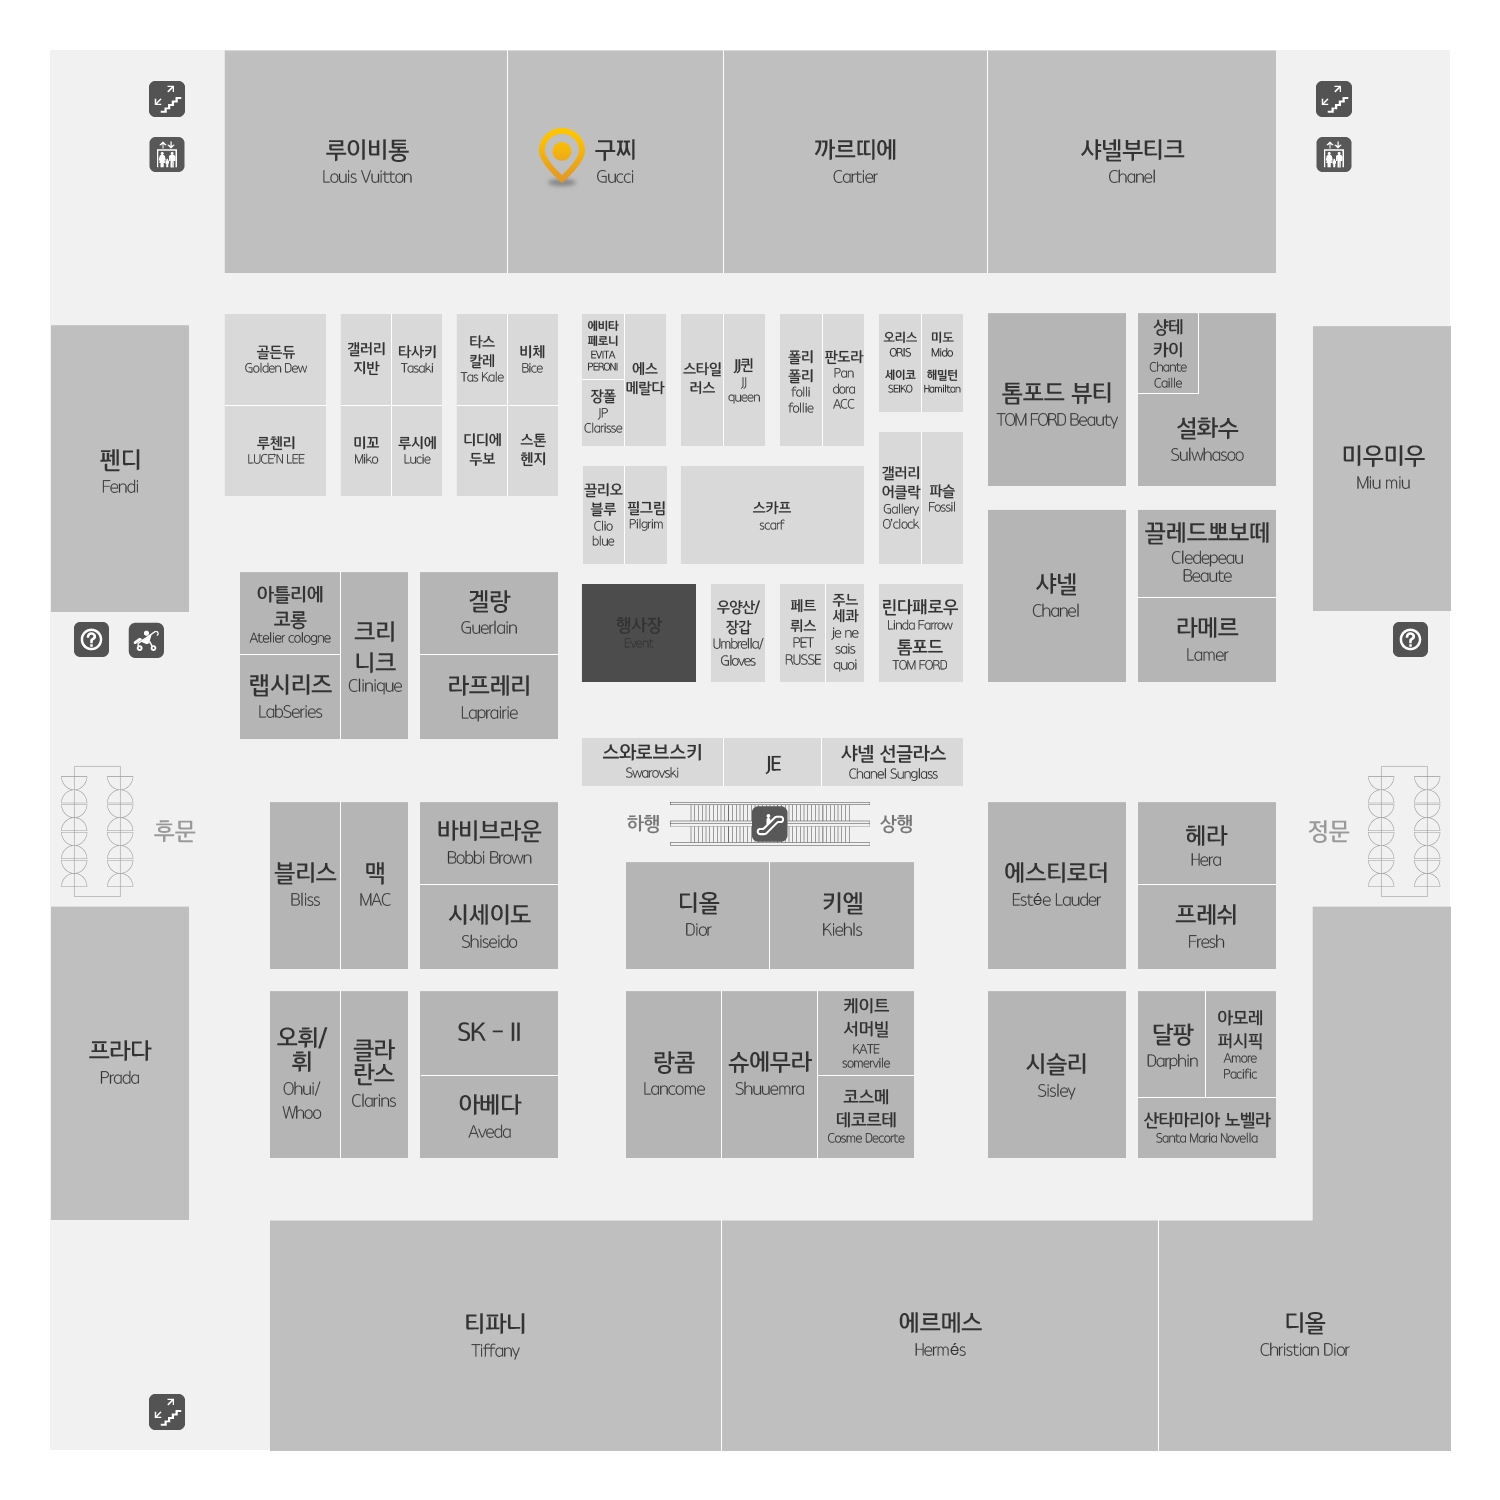 루이비통
Louis Vuitton
구찌
Gucci
까르띠에
Cartier
샤넬부티크
Chanel
골든듀
Golden Dew
갤러리
지반
타사키
Tasaki
타스
칼레
Tas Kale
비체
Bice
에비타
페로니
EVITA
PERONI
장폴
JP
Clarisse
에스
메랄다
스타일
러스
JJ퀸
JJ
queen
폴리
폴리
folli
follie
판도라
Pan
dora
ACC
오리스
ORIS
미도
Mido
세이코
SEIKO
해밀턴
Hamilton
톰포드 뷰티
TOM FORD Beauty
샹테
카이
Chante
Caille
설화수
Sulwhasoo
펜디
Fendi
미우미우
Miu miu
루첸리
LUCE'N LEE
미꼬
Miko
루시에
Lucie
디디에
두보
스톤
헨지
끌리오
블루
Clio
blue
필그림
Pilgrim
스카프
scarf
갤러리
어클락
Gallery
O'clock
파슬
Fossil
샤넬
Chanel
끌레드뽀보떼
Cledepeau
Beaute
라메르
Lamer
아틀리에
코롱
Atelier cologne
크리
니크
Clinique
겔랑
Guerlain
랩시리즈
LabSeries
라프레리
Laprairie
행사장
Event
우양산/
장갑
Umbrella/
Gloves
페트
뤼스
PET
RUSSE
주느
세콰
je ne
sais
quoi
린다패로우
Linda Farrow
톰포드
TOM FORD
스와로브스키
Swarovski
JE
샤넬 선글라스
Chanel Sunglass
하행
상행
후문
정문
블리스
Bliss
맥
MAC
바비브라운
Bobbi Brown
시세이도
Shiseido
디올
Dior
키엘
Kiehls
에스티로더
Estée Lauder
헤라
Hera
프레쉬
Fresh
프라다
Prada
오휘/
휘
Ohui/
Whoo
클라
란스
Clarins
SK - II
아베다
Aveda
랑콤
Lancome
슈에무라
Shuuemra
케이트
서머빌
KATE
somervile
코스메
데코르테
Cosme Decorte
시슬리
Sisley
달팡
Darphin
아모레
퍼시픽
Amore
Pacific
산타마리아 노벨라
Santa Maria Novella
티파니
Tiffany
에르메스
Hermés
디올
Christian Dior